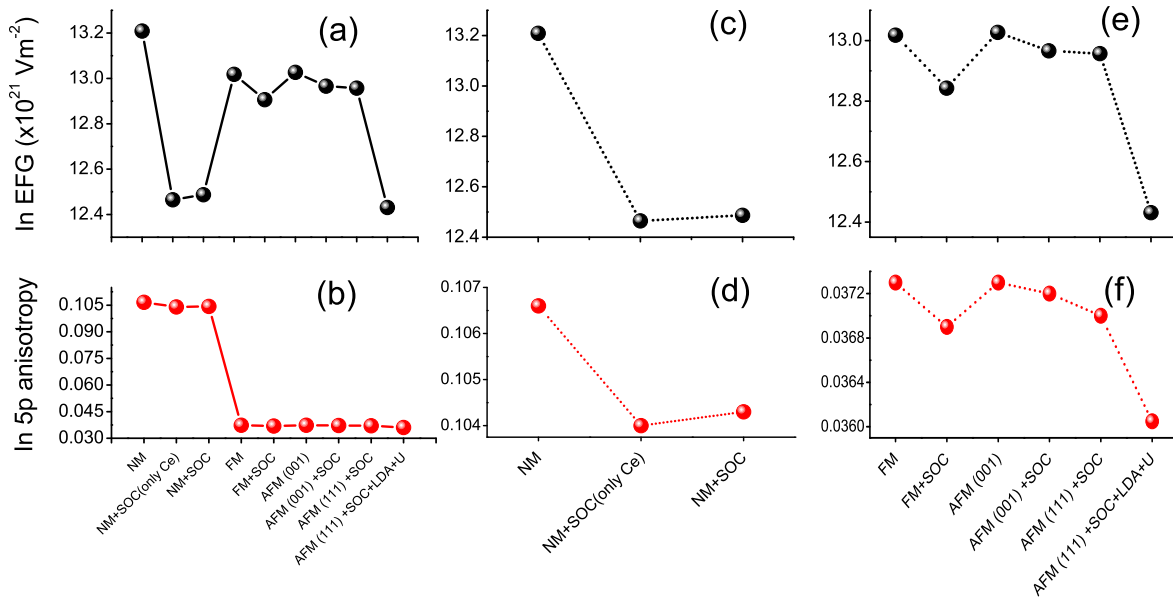 (a)
In EFG (x10²¹ Vm⁻²)
13.2
13.0
12.8
12.6
12.4
(c)
13.2
13.0
12.8
12.6
12.4
(e)
13.0
12.8
12.6
12.4
(b)
In 5p anisotropy
0.105
0.090
0.075
0.060
0.045
0.030
NM
NM+SOC(only Ce)
NM+SOC
FM
FM+SOC
AFM (001)
AFM (001) +SOC
AFM (111) +SOC
AFM (111) +SOC+LDA+U
(d)
0.107
0.106
0.105
0.104
NM
NM+SOC(only Ce)
NM+SOC
(f)
0.0372
0.0368
0.0364
0.0360
FM
FM+SOC
AFM (001)
AFM (001) +SOC
AFM (111) +SOC
AFM (111) +SOC+LDA+U